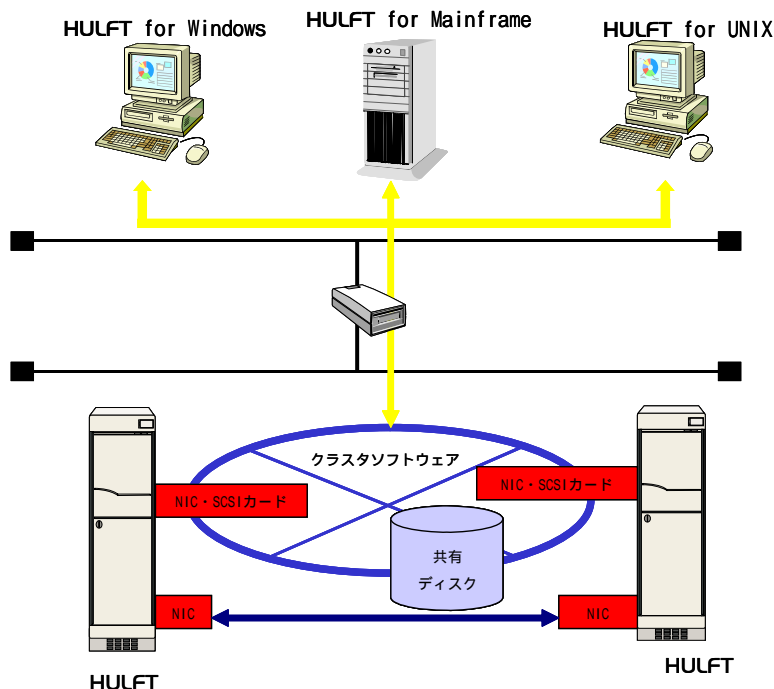 HULFT for Windows
HULFT for Mainframe
HULFT for UNIX
クラスタソフトウェア
NIC・SCSIカード
NIC・SCSIカード
共有
ディスク
NIC
NIC
HULFT
HULFT